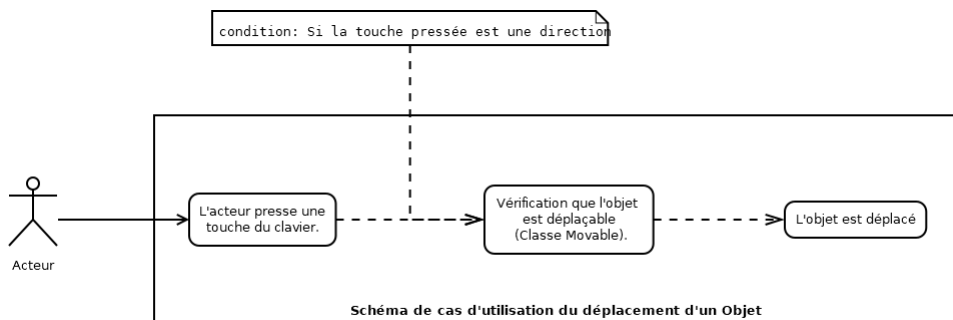 condition: Si la touche pressée est une direction
L'acteur presse une
touche du clavier.
Vérification que l'objet
est déplaçable
(Classe Movable).
L'objet est déplacé
Acteur
Schéma de cas d'utilisation du déplacement d'un Objet